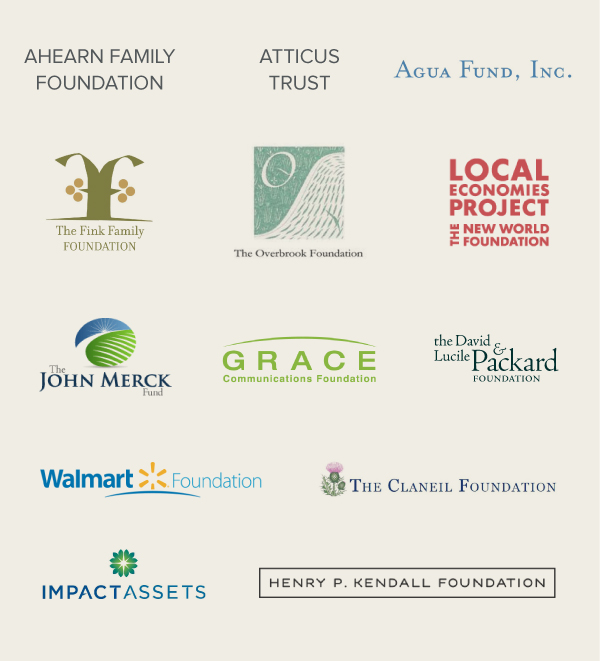 AHEARN FAMILY
FOUNDATION
ATTICUS
TRUST
AGUA FUND, INC.
The Fink Family
FOUNDATION
O
The Overbrook Foundation
LOCAL
ECONOMIES
PROJECT
THE NEW WORLD
FOUNDATION
The
JOHN MERCK
Fund
GRACE
Communications Foundation
the David
& Lucile Packard
FOUNDATION
Walmart Foundation
THE CLANEIL FOUNDATION
IMPACTASSETS
HENRY P. KENDALL FOUNDATION